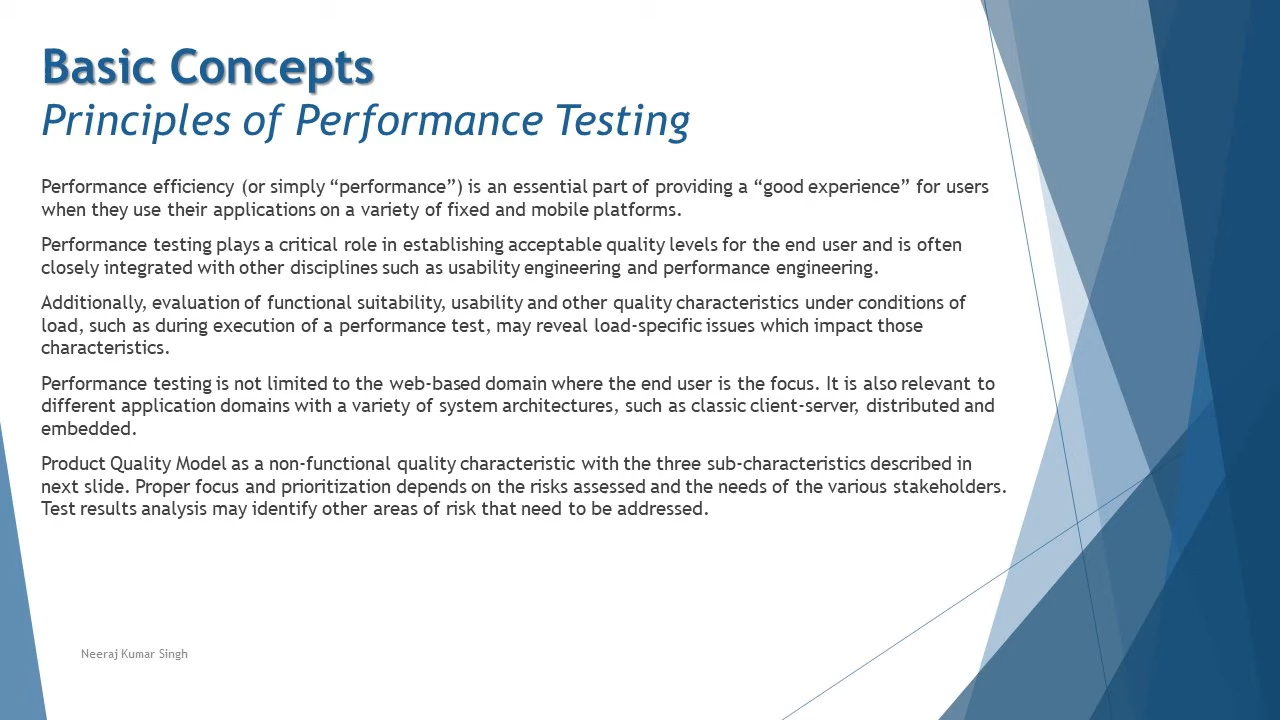 Basic Concepts
Principles of Performance Testing
Performance efficiency (or simply “performance”) is an essential part of providing a “good experience” for users
when they use their applications on a variety of fixed and mobile platforms.
Performance testing plays a critical role in establishing acceptable quality levels for the end user and is often
closely integrated with other disciplines such as usability engineering and performance engineering.
Additionally, evaluation of functional suitability, usability and other quality characteristics under conditions of
load, such as during execution of a performance test, may reveal load-specific issues which impact those
characteristics.
Performance testing is not limited to the web-based domain where the end user is the focus. It is also relevant to
different application domains with a variety of system architectures, such as classic client-server, distributed and
embedded.
Product Quality Model as a non-functional quality characteristic with the three sub-characteristics described in
next slide. Proper focus and prioritization depends on the risks assessed and the needs of the various stakeholders.
Test results analysis may identify other areas of risk that need to be addressed.
Neeraj Kumar Singh